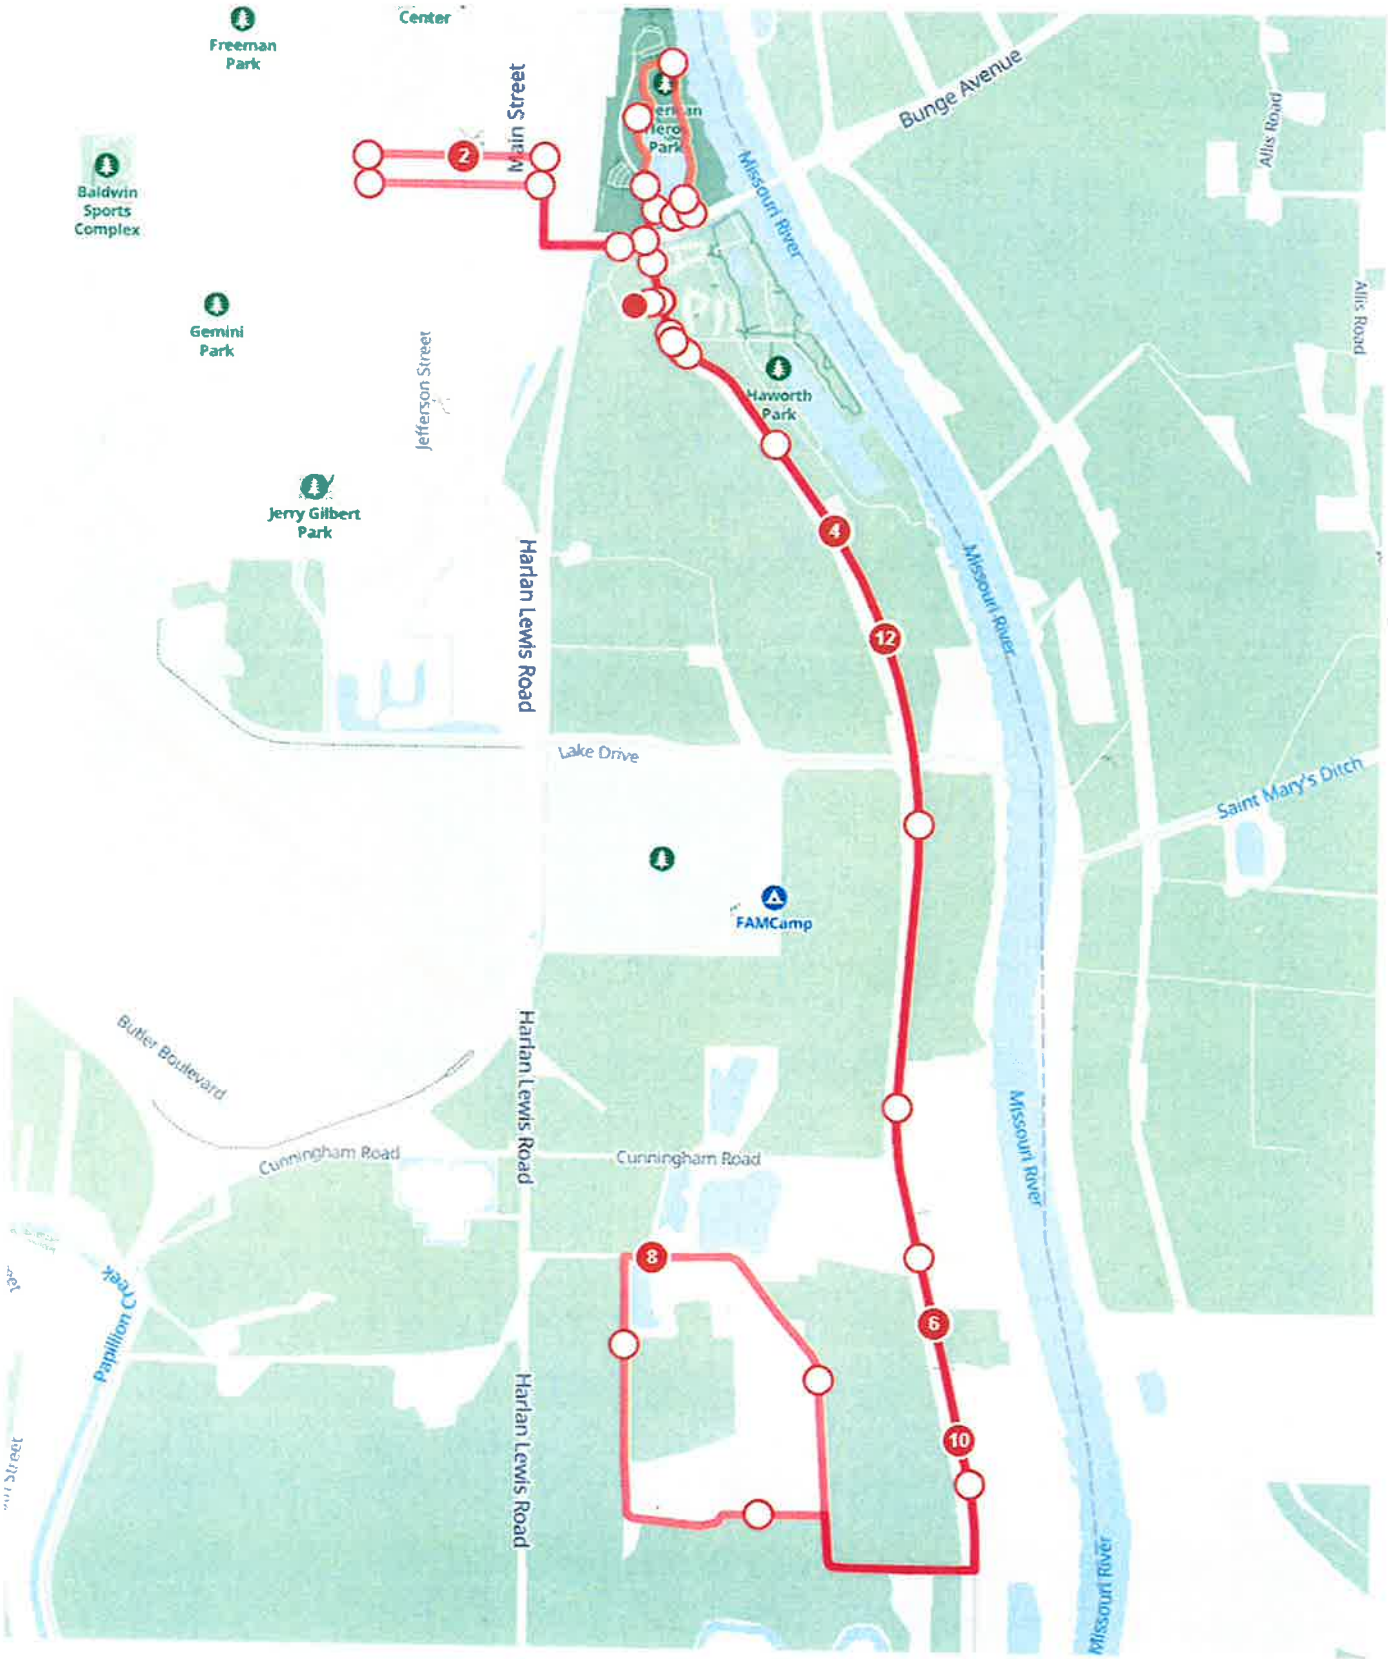 Center
Freeman
Park
Main Street
Bunge Avenue
Allis Road
Park
2
Missouri River
Baldwin
Sports
Complex
Allis Road
Gemini
Park
Jefferson Street
Haworth
Park
Jerry Gilbert
Park
4
Harlan Lewis Road
Missouri River
12
Lake Drive
Saint Mary's Ditch
FAMCamp
Harlan Lewis Road
Butler Boulevard
Missouri River
Cunningham Road
Cunningham Road
8
Papillion Creek
6
Harlan Lewis Road
10
Street
Missouri River